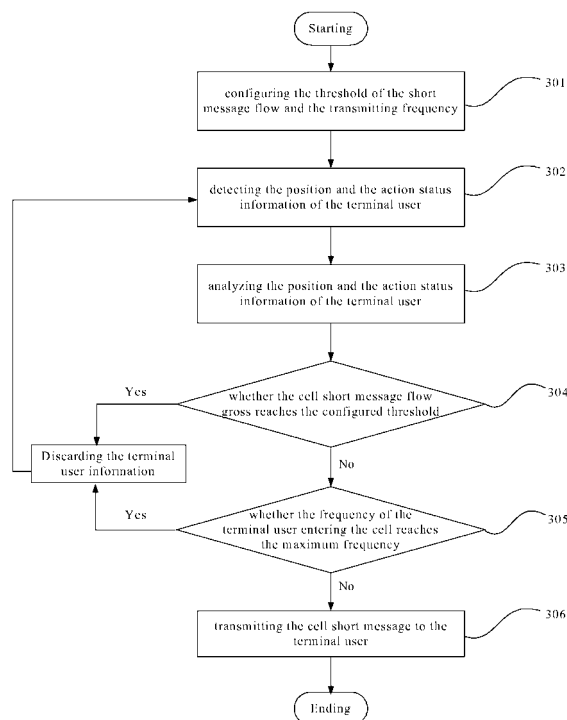 Starting
configuring the threshold of the short
message flow and the transmitting frequency
301
detecting the position and the action status
information of the terminal user
302
analyzing the position and the action status
information of the terminal user
303
whether the cell short message flow
gross reaches the configured threshold
304
Yes
Discarding the terminal
user information
No
whether the frequency of the
terminal user entering the cell reaches
the maximum frequency
305
Yes
No
transmitting the cell short message to the
terminal user
306
Ending